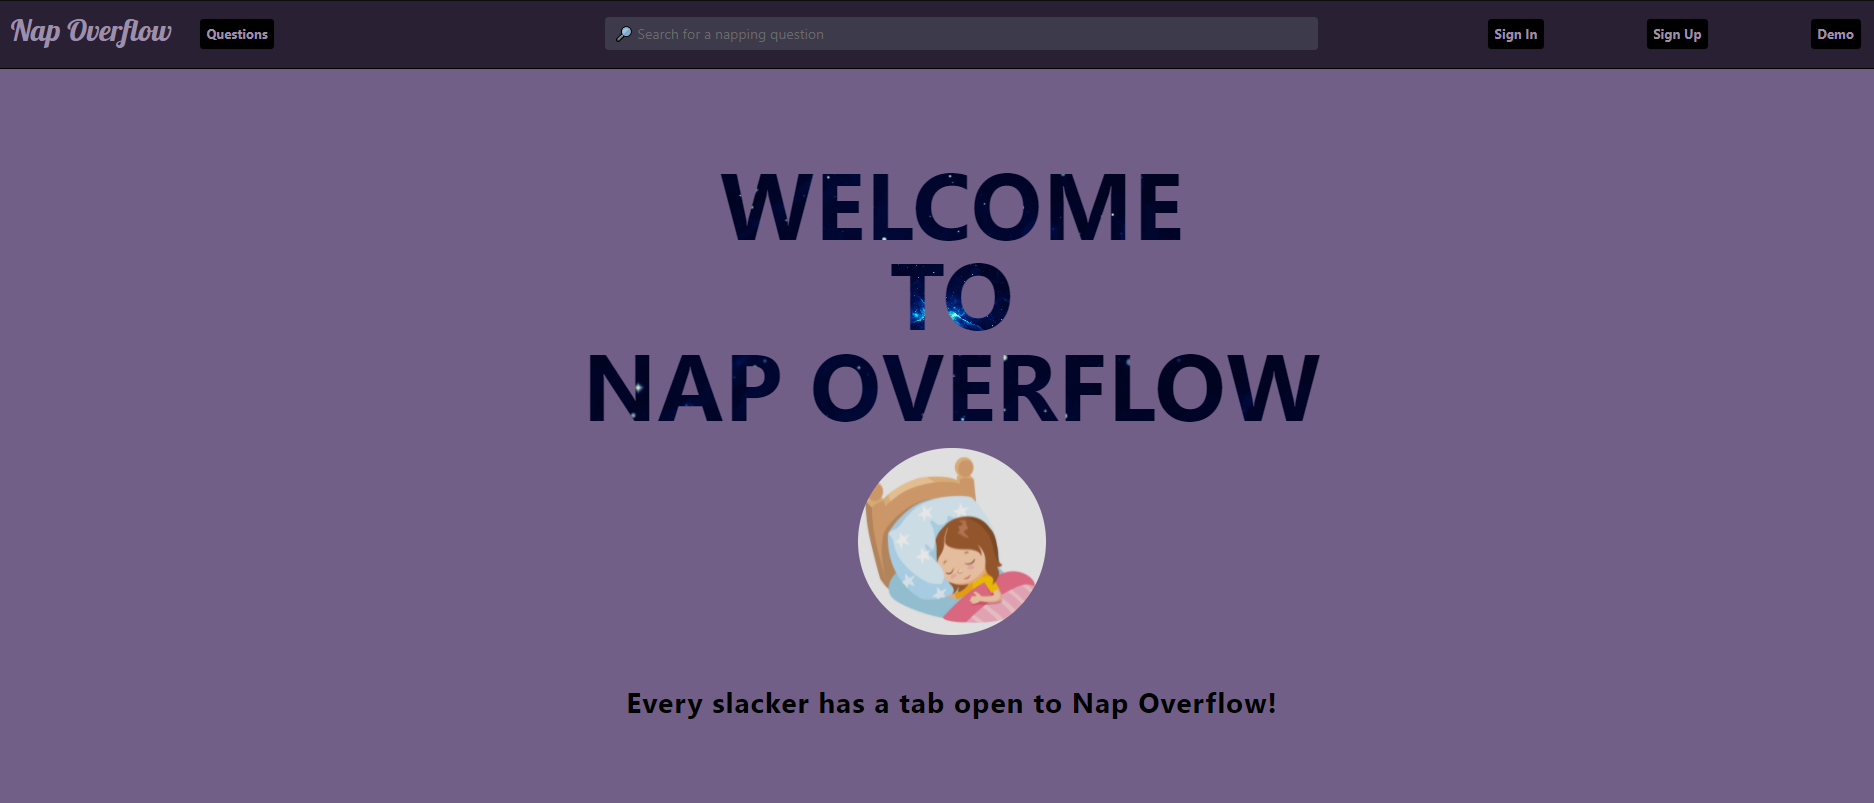 Nap Overflow
Questions
Search for a napping question
Sign In
Sign Up
Demo
WELCOME
TO
NAP OVERFLOW
Every slacker has a tab open to Nap Overflow!